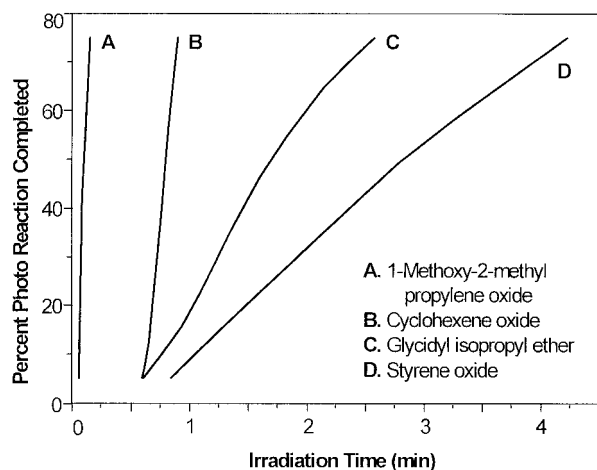 Percent Photo Reaction Completed
80
60
40
20
0
A
B
C
D
A. 1-Methoxy-2-methyl
propylene oxide
B. Cyclohexene oxide
C. Glycidyl isopropyl ether
D. Styrene oxide
0
1
2
3
4
Irradiation Time (min)